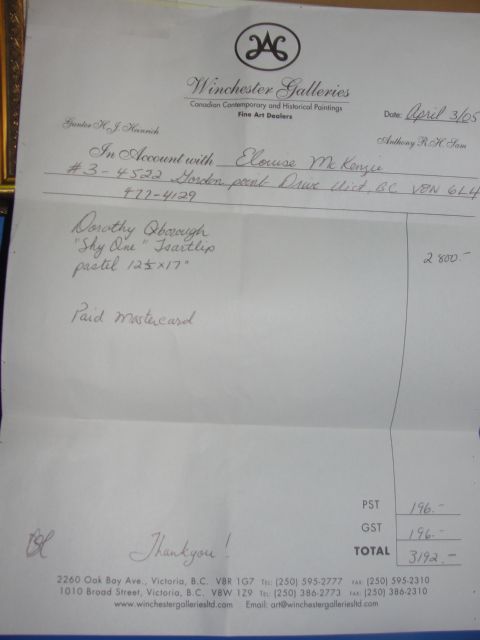 Winchester Galleries
Canadian Contemporary and Historical Paintings
Fine Art Dealers
Date: April 3/05
Gunter H. J. Heinrich
Anthony R. H. Sam
In Account with Elouise McKenzie
#3-4522 Gordon point Drive Vict, B.C. V8N 6L4
477-4129
Dorothy Oborough
"Shy One" Tsartlip
pastel 12½ x 17"
2800.-
Paid Mastercard
PST 196.-
GST 196.-
TOTAL 3192.-
Thankyou!
2260 Oak Bay Ave., Victoria, B.C. V8R 1G7 TEL: (250) 595-2777 FAX: (250) 595-2310
1010 Broad Street, Victoria, B.C. V8W 1Z9 TEL: (250) 386-2773 FAX: (250) 386-2310
www.winchestergalleriesltd.com Email: art@winchestergalleriesltd.com